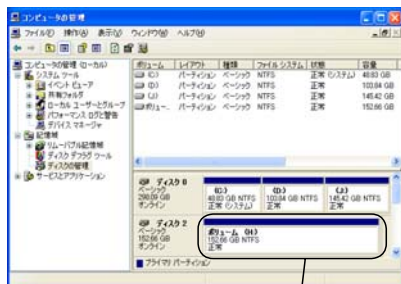 コンピュータの管理
ファイル(F) 操作(A) 表示(V) ウィンドウ(W) ヘルプ(H)
コンピュータの管理 (ローカル)
システム ツール
イベント ビューア
共有フォルダ
ローカル ユーザーとグループ
パフォーマンス ログと警告
デバイス マネージャ
記憶域
リムーバブル記憶域
ディスク デフラグ ツール
ディスクの管理
サービスとアプリケーション
ボリューム レイアウト 種類 ファイル システム 状態 容量
(C:) パーティション ベーシック NTFS 正常 (システム) 48.83 GB
(D:) パーティション ベーシック NTFS 正常 103.84 GB
(J:) パーティション ベーシック NTFS 正常 145.42 GB
ボリュー... パーティション ベーシック NTFS 正常 152.66 GB
ディスク 0
ベーシック
298.09 GB
オンライン
(C:)
48.83 GB NTFS
正常 (システム)
(D:)
103.84 GB NTFS
正常
(J:)
145.42 GB NTFS
正常
ディスク 2
ベーシック
152.66 GB
オンライン
ボリューム (H:)
152.66 GB NTFS
正常
プライマリ パーティション